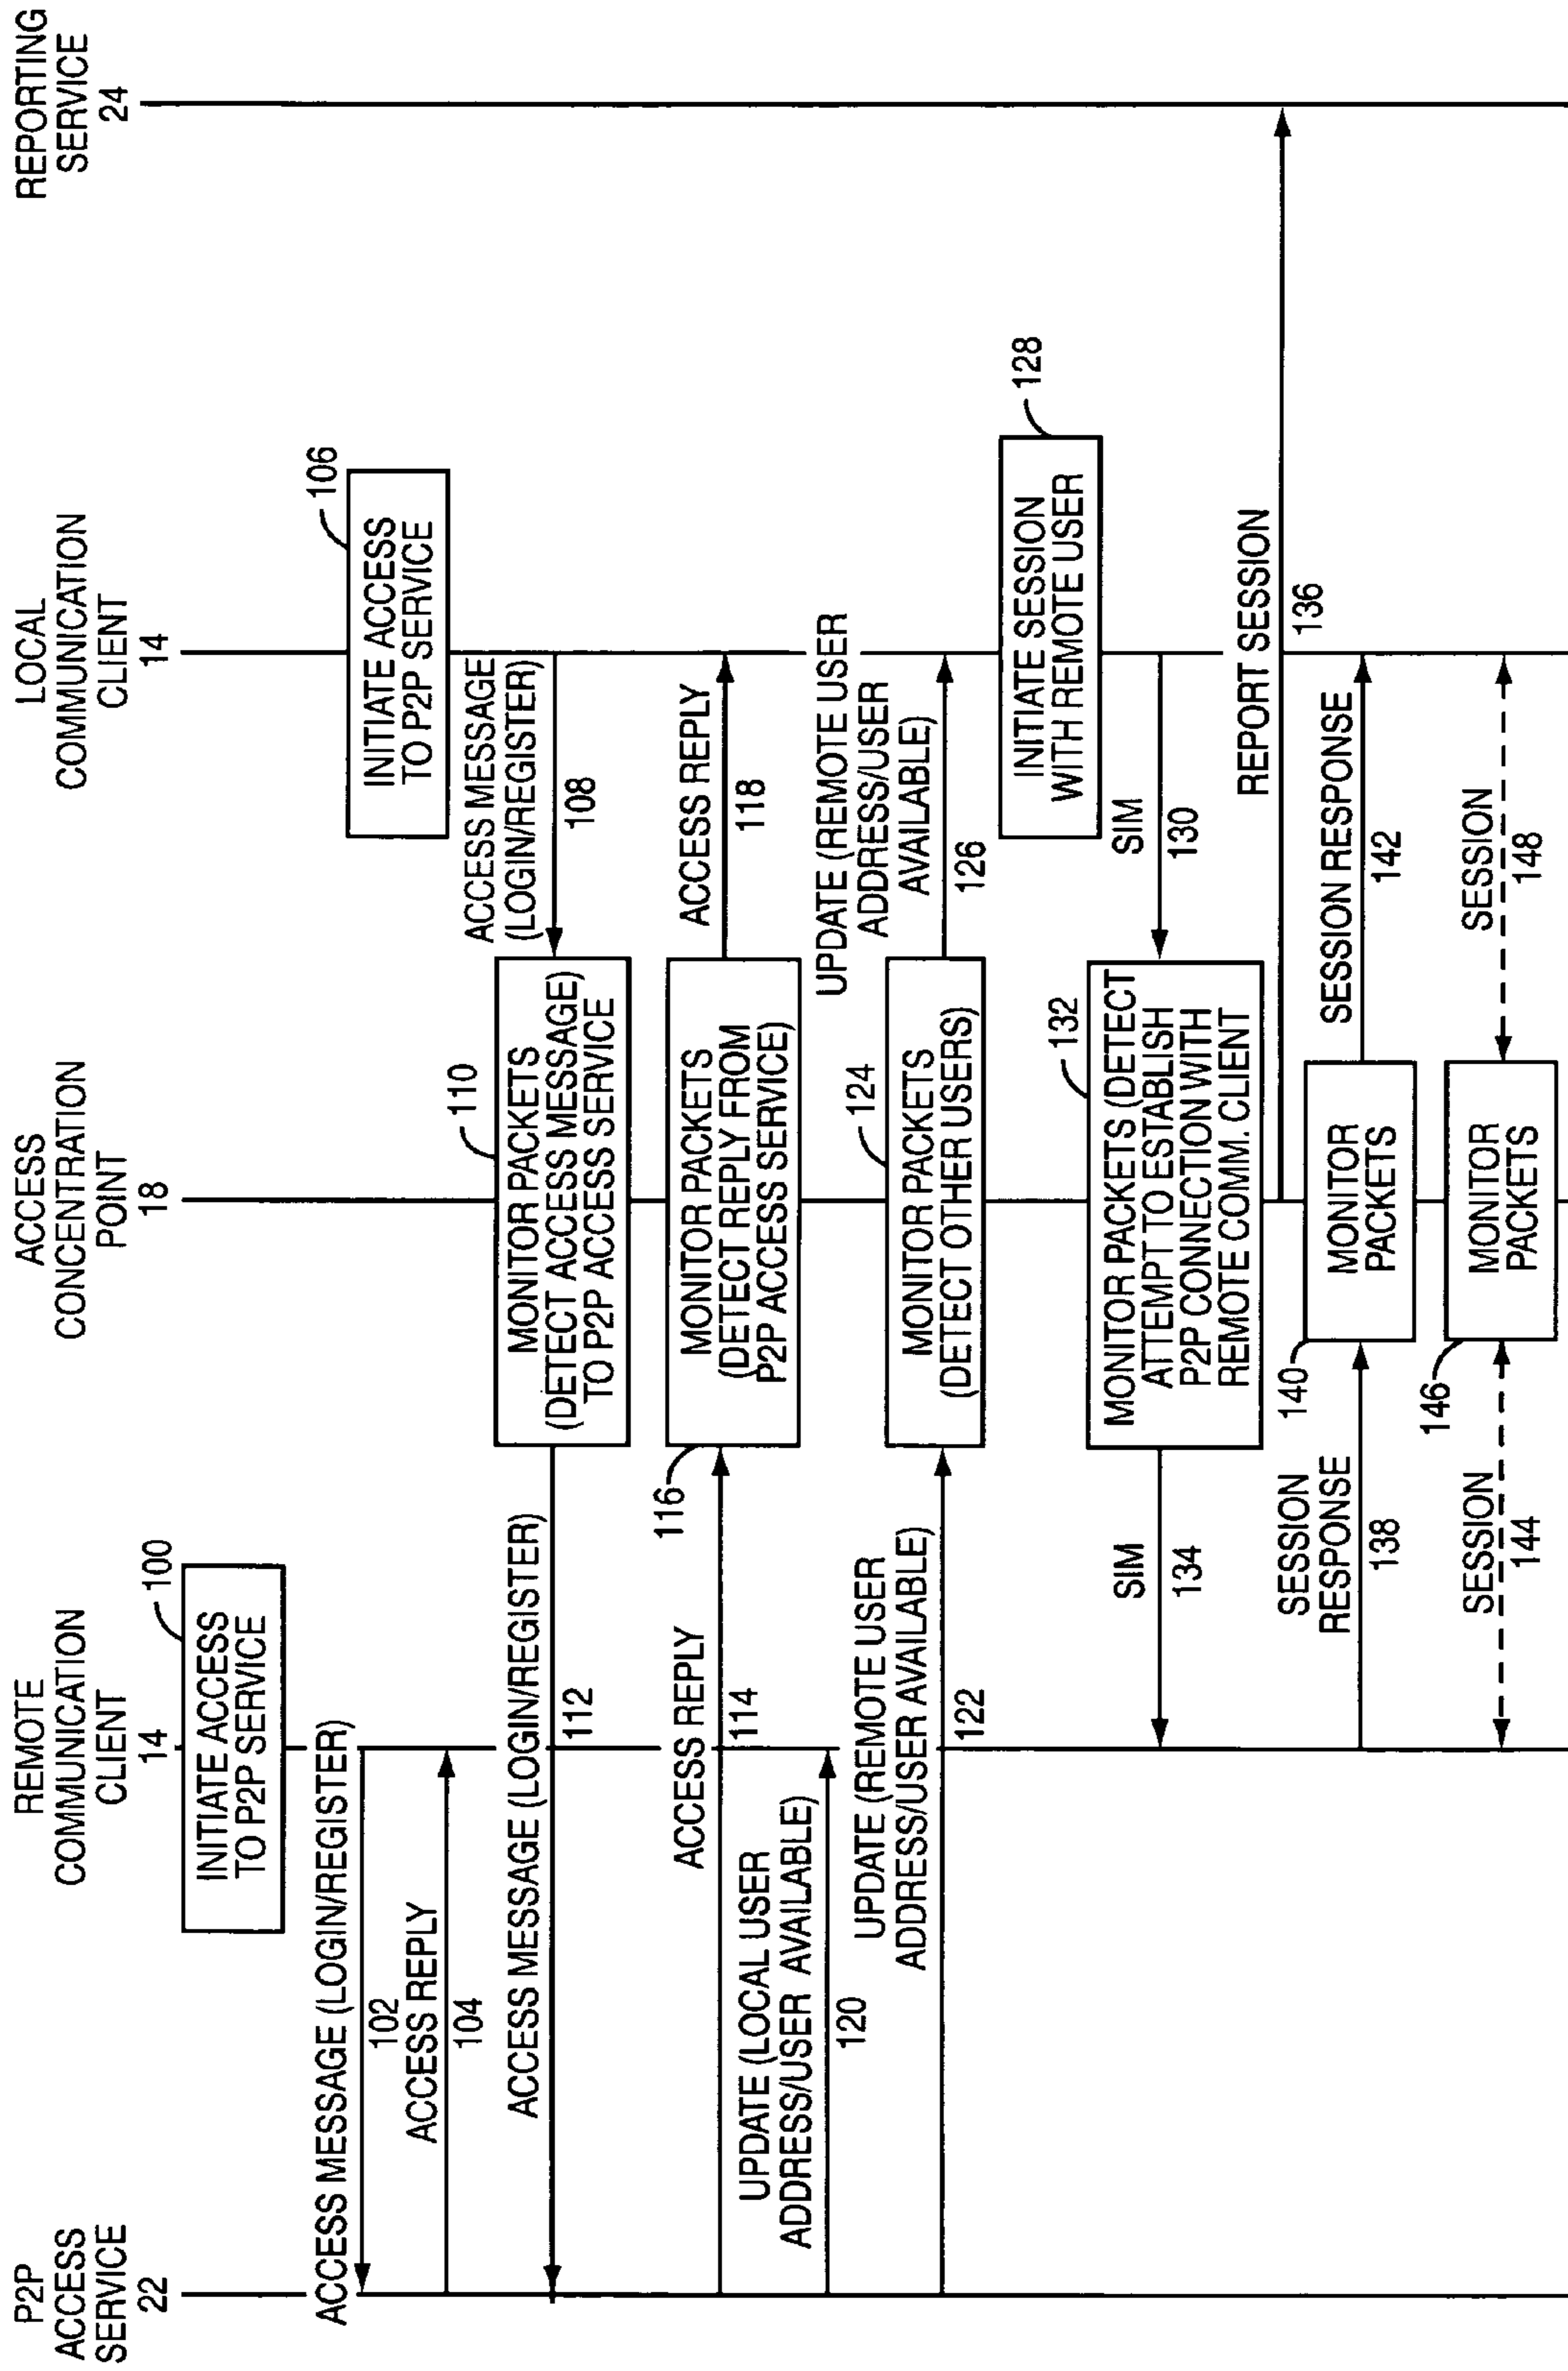 P2P
ACCESS
SERVICE
22
REMOTE
COMMUNICATION
CLIENT
14
ACCESS
CONCENTRATION
POINT
18
LOCAL
COMMUNICATION
CLIENT
14
REPORTING
SERVICE
24
INITIATE ACCESS
TO P2P SERVICE
100
ACCESS MESSAGE (LOGIN/REGISTER)
102
ACCESS REPLY
104
INITIATE ACCESS
TO P2P SERVICE
106
ACCESS MESSAGE
(LOGIN/REGISTER)
108
MONITOR PACKETS
(DETECT ACCESS MESSAGE)
TO P2P ACCESS SERVICE
110
ACCESS MESSAGE (LOGIN/REGISTER)
112
ACCESS REPLY
114
MONITOR PACKETS
(DETECT REPLY FROM
P2P ACCESS SERVICE)
116
ACCESS REPLY
118
UPDATE (LOCAL USER
ADDRESS/USER AVAILABLE)
120
UPDATE (REMOTE USER
ADDRESS/USER AVAILABLE)
122
MONITOR PACKETS
(DETECT OTHER USERS)
124
UPDATE (REMOTE USER
ADDRESS/USER
AVAILABLE)
126
INITIATE SESSION
WITH REMOTE USER
128
SIM
130
MONITOR PACKETS (DETECT
ATTEMPT TO ESTABLISH
P2P CONNECTION WITH
REMOTE COMM. CLIENT
132
SIM
134
REPORT SESSION
136
SESSION
RESPONSE
138
MONITOR
PACKETS
140
SESSION RESPONSE
142
SESSION
144
MONITOR
PACKETS
146
SESSION
148